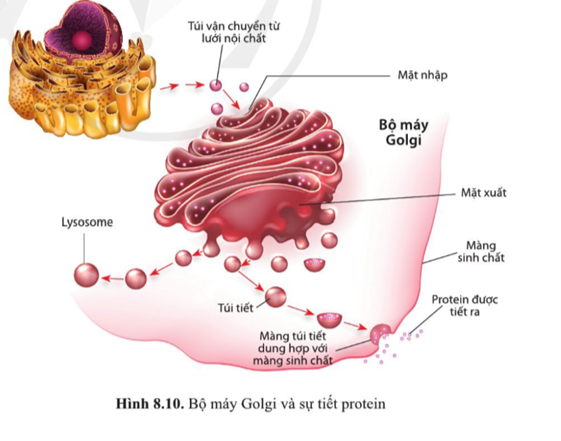 Túi vận chuyển từ
lưới nội chất
Mặt nhập
Bộ máy
Golgi
Mặt xuất
Lysosome
Màng
sinh chất
Túi tiết
Protein được
tiết ra
Màng túi tiết
dung hợp với
màng sinh chất
Hình 8.10. Bộ máy Golgi và sự tiết protein